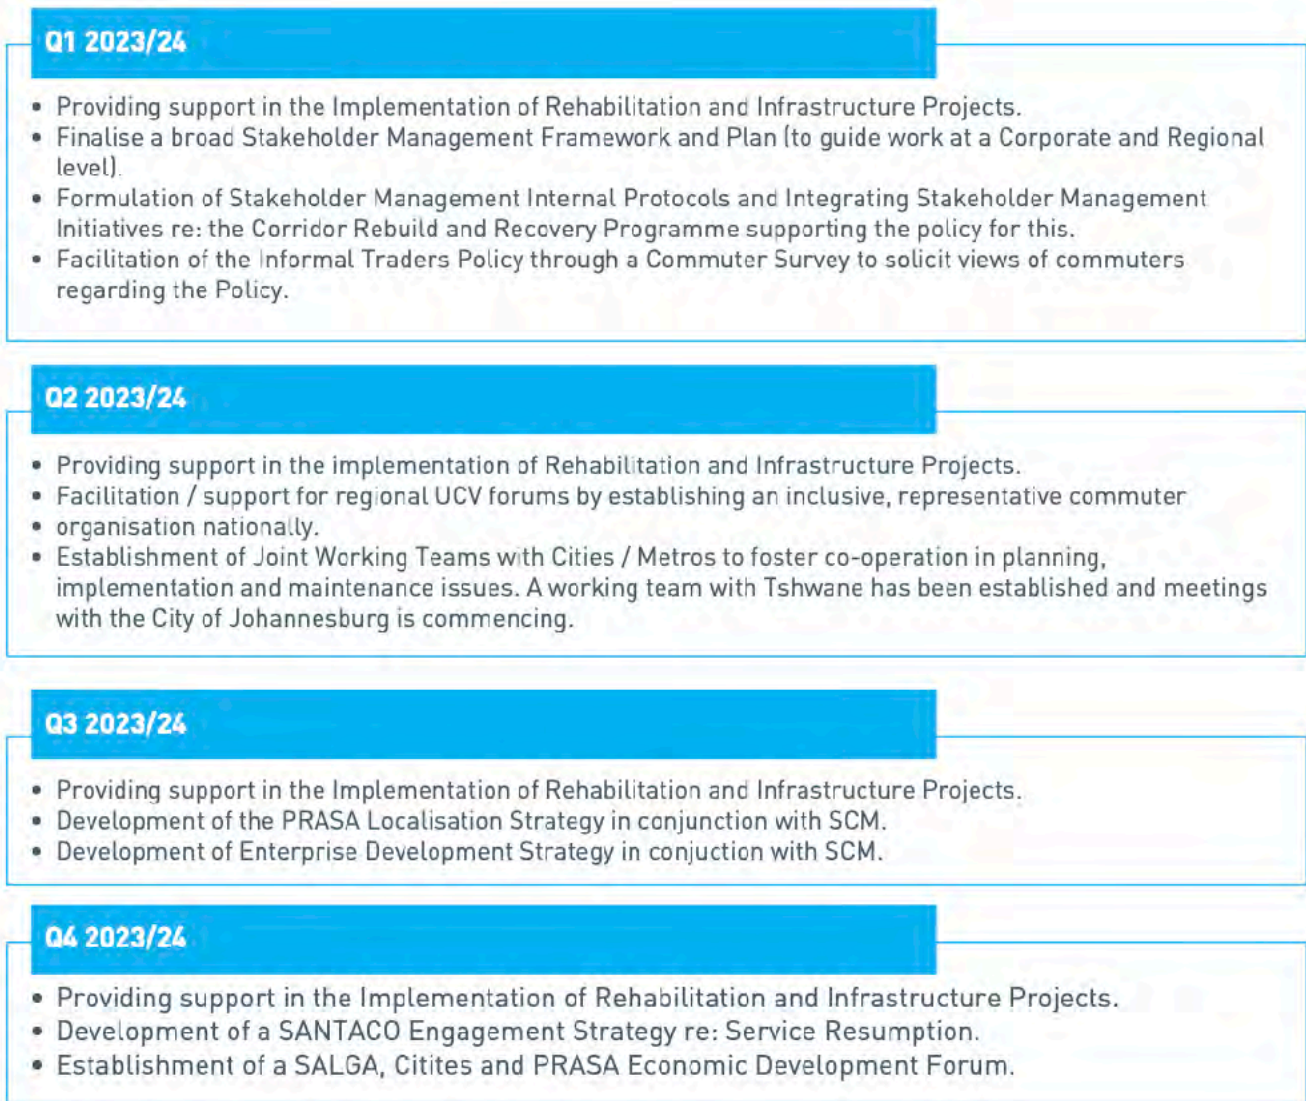 Q1 2023/24
• Providing support in the Implementation of Rehabilitation and Infrastructure Projects.
• Finalise a broad Stakeholder Management Framework and Plan (to guide work at a Corporate and Regional
level).
• Formulation of Stakeholder Management Internal Protocols and Integrating Stakeholder Management
Initiatives re: the Corridor Rebuild and Recovery Programme supporting the policy for this.
• Facilitation of the Informal Traders Policy through a Commuter Survey to solicit views of commuters
regarding the Policy.
Q2 2023/24
• Providing support in the implementation of Rehabilitation and Infrastructure Projects.
• Facilitation / support for regional UCV forums by establishing an inclusive, representative commuter
• organisation nationally.
• Establishment of Joint Working Teams with Cities / Metros to foster co-operation in planning,
implementation and maintenance issues. A working team with Tshwane has been established and meetings
with the City of Johannesburg is commencing.
Q3 2023/24
• Providing support in the Implementation of Rehabilitation and Infrastructure Projects.
• Development of the PRASA Localisation Strategy in conjunction with SCM.
• Development of Enterprise Development Strategy in conjuction with SCM.
Q4 2023/24
• Providing support in the Implementation of Rehabilitation and Infrastructure Projects.
• Development of a SANTACO Engagement Strategy re: Service Resumption.
• Establishment of a SALGA, Citites and PRASA Economic Development Forum.